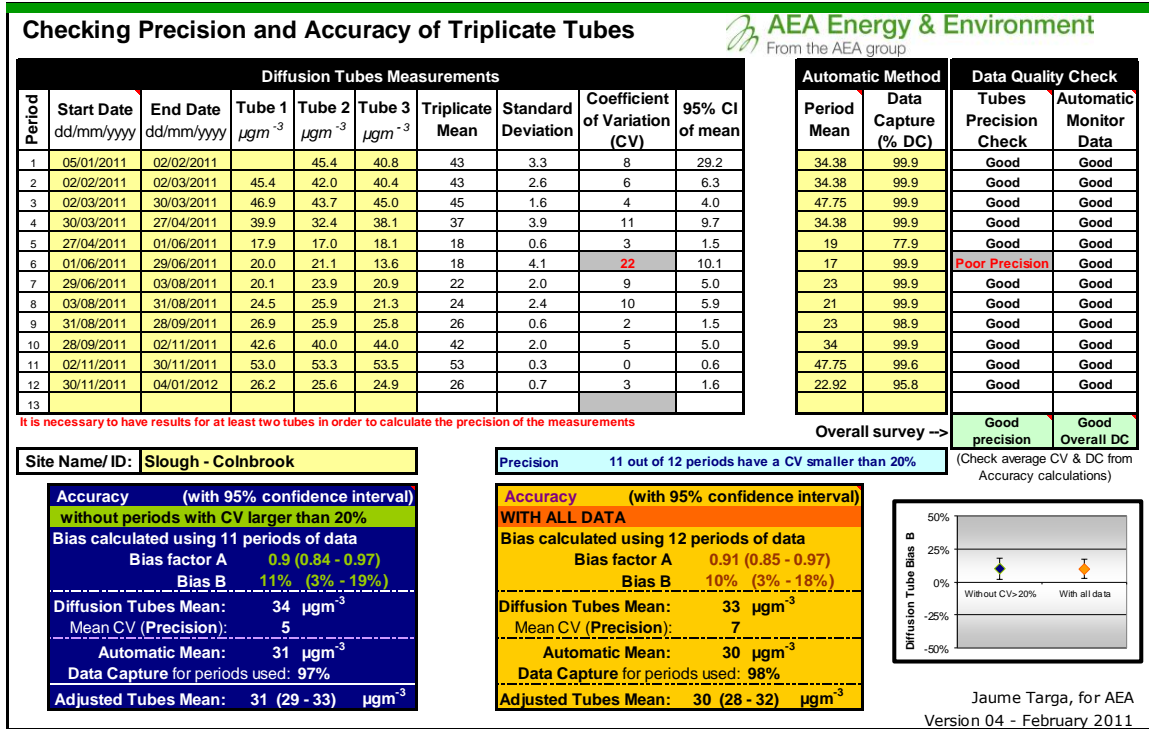 Checking Precision and Accuracy of Triplicate Tubes
AEA Energy & Environment
From the AEA group
Diffusion Tubes Measurements
Automatic Method
Data Quality Check
Period
Start Date dd/mm/yyyy
End Date dd/mm/yyyy
Tube 1 µgm -3
Tube 2 µgm -3
Tube 3 µgm -3
Triplicate Mean
Standard Deviation
Coefficient of Variation (CV)
95% CI of mean
Period Mean
Data Capture (% DC)
Tubes Precision Check
Automatic Monitor Data
1 05/01/2011 02/02/2011 45.4 40.8 43 3.3 8 29.2 34.38 99.9 Good Good
2 02/02/2011 02/03/2011 45.4 42.0 40.4 43 2.6 6 6.3 34.38 99.9 Good Good
3 02/03/2011 30/03/2011 46.9 43.7 45.0 45 1.6 4 4.0 47.75 99.9 Good Good
4 30/03/2011 27/04/2011 39.9 32.4 38.1 37 3.9 11 9.7 34.38 99.9 Good Good
5 27/04/2011 01/06/2011 17.9 17.0 18.1 18 0.6 3 1.5 19 77.9 Good Good
6 01/06/2011 29/06/2011 20.0 21.1 13.6 18 4.1 22 10.1 17 99.9 Poor Precision Good
7 29/06/2011 03/08/2011 20.1 23.9 20.9 22 2.0 9 5.0 23 99.9 Good Good
8 03/08/2011 31/08/2011 24.5 25.9 21.3 24 2.4 10 5.9 21 99.9 Good Good
9 31/08/2011 28/09/2011 26.9 25.9 25.8 26 0.6 2 1.5 23 98.9 Good Good
10 28/09/2011 02/11/2011 42.6 40.0 44.0 42 2.0 5 5.0 34 99.9 Good Good
11 02/11/2011 30/11/2011 53.0 53.3 53.5 53 0.3 0 0.6 47.75 99.6 Good Good
12 30/11/2011 04/01/2012 26.2 25.6 24.9 26 0.7 3 1.6 22.92 95.8 Good Good
13
It is necessary to have results for at least two tubes in order to calculate the precision of the measurements
Overall survey --> Good precision Good Overall DC
Site Name/ ID: Slough - Colnbrook
Precision 11 out of 12 periods have a CV smaller than 20%
(Check average CV & DC from
Accuracy calculations)
Accuracy (with 95% confidence interval)
without periods with CV larger than 20%
Bias calculated using 11 periods of data
Bias factor A 0.9 (0.84 - 0.97)
Bias B 11% (3% - 19%)
Diffusion Tubes Mean: 34 µgm-3
Mean CV (Precision): 5
Automatic Mean: 31 µgm-3
Data Capture for periods used: 97%
Adjusted Tubes Mean: 31 (29 - 33) µgm-3
Accuracy (with 95% confidence interval)
WITH ALL DATA
Bias calculated using 12 periods of data
Bias factor A 0.91 (0.85 - 0.97)
Bias B 10% (3% - 18%)
Diffusion Tubes Mean: 33 µgm-3
Mean CV (Precision): 7
Automatic Mean: 30 µgm-3
Data Capture for periods used: 98%
Adjusted Tubes Mean: 30 (28 - 32) µgm-3
Diffusion Tube Bias B
50%
25%
0%
-25%
-50%
Without CV>20%
With all data
Jaume Targa, for AEA
Version 04 - February 2011